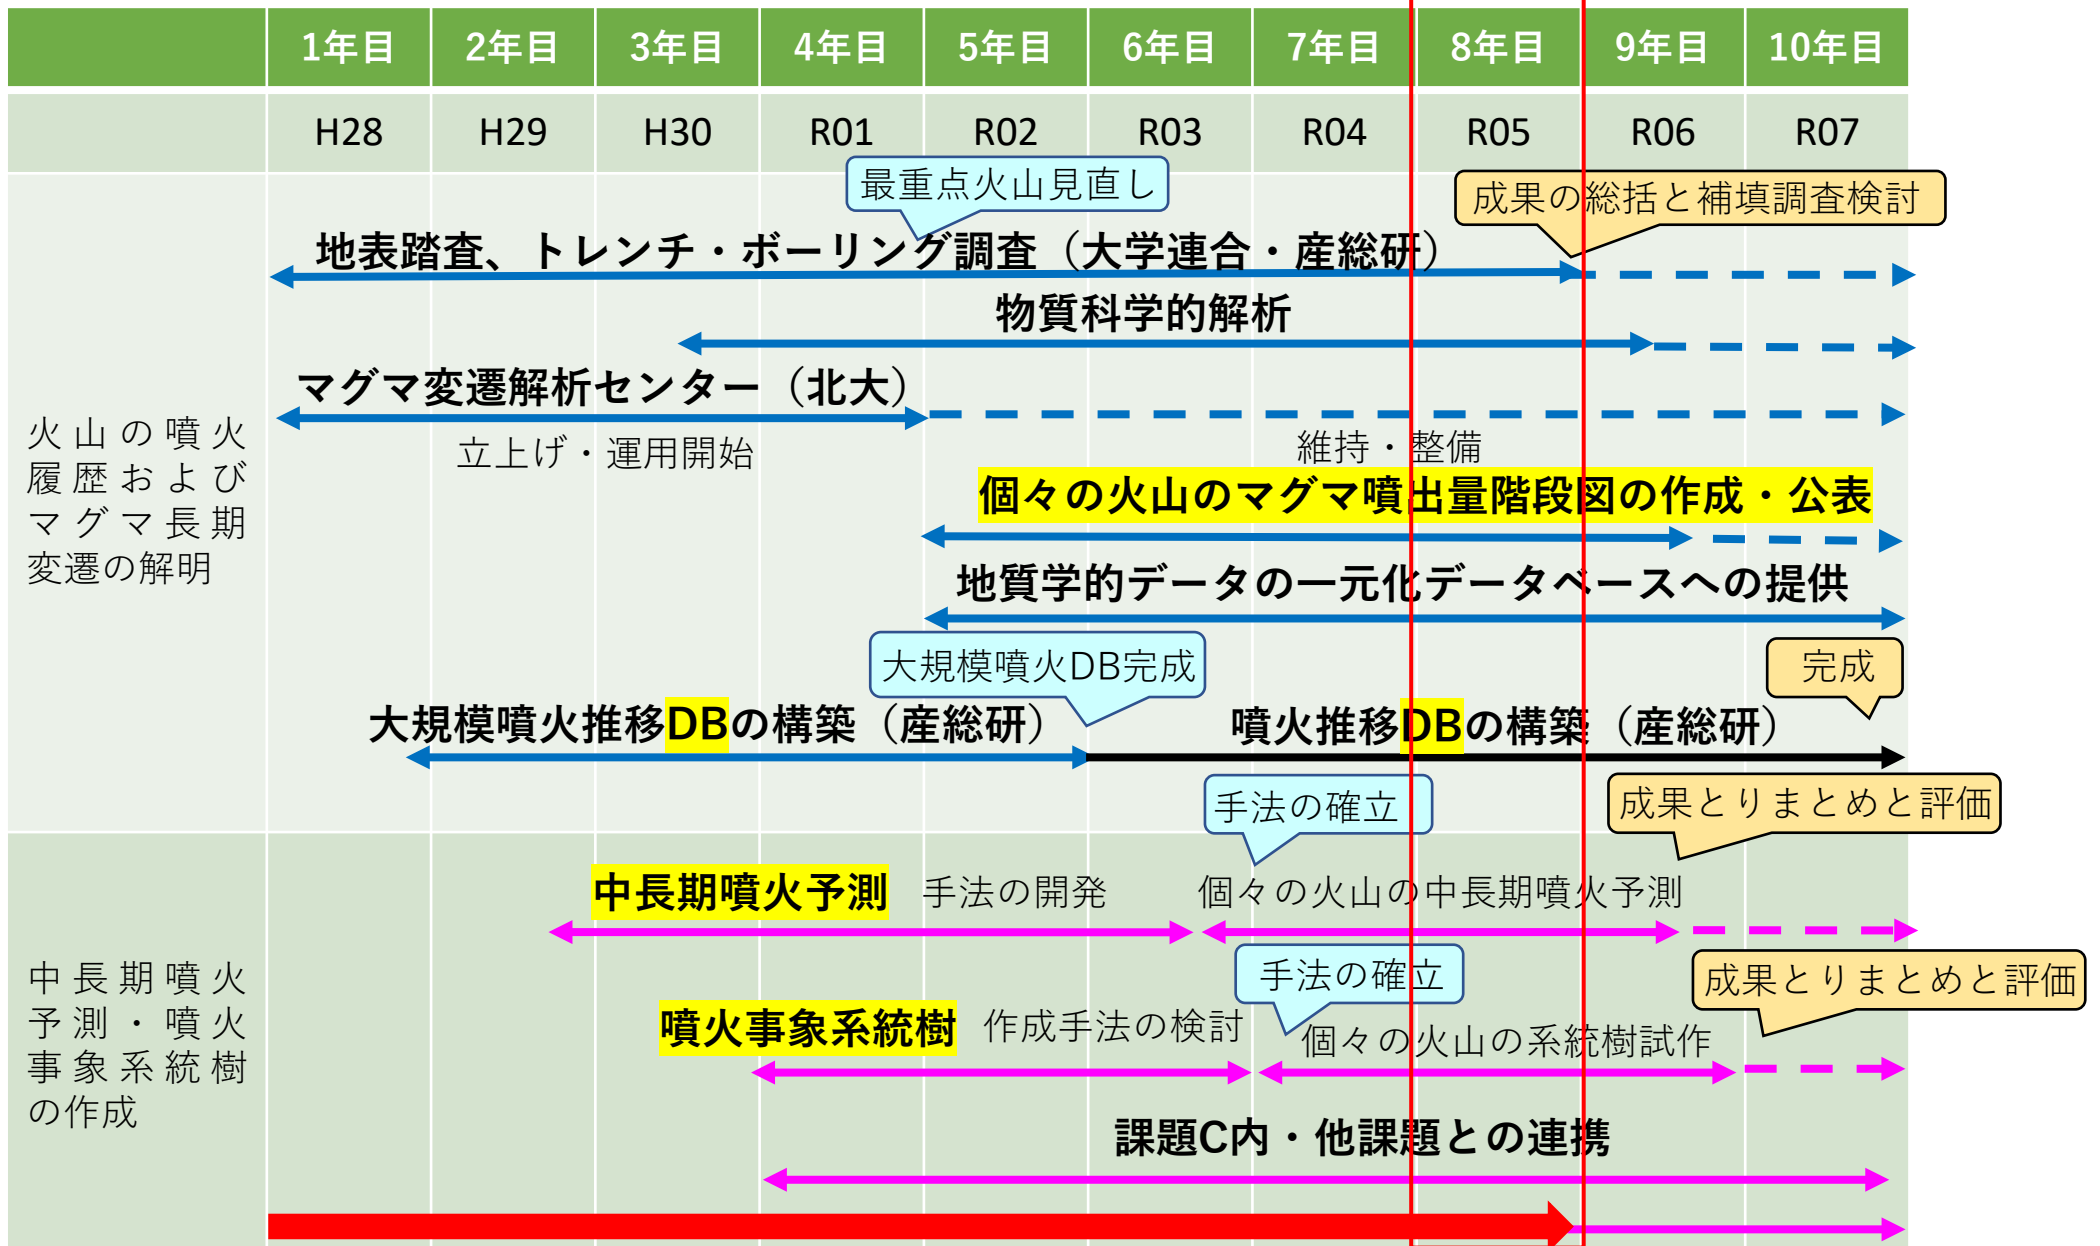 1年目 2年目 3年目 4年目 5年目 6年目 7年目 8年目 9年目 10年目
H28 H29 H30 R01 R02 R03 R04 R05 R06 R07
火山の噴火
履歴および
マグマ長期
変遷の解明
最重点火山見直し
成果の総括と補填調査検討
地表踏査、トレンチ・ボーリング調査（大学連合・産総研）
物質科学的解析
マグマ変遷解析センター（北大）
立上げ・運用開始
維持・整備
個々の火山のマグマ噴出量階段図の作成・公表
地質学的データの一元化データベースへの提供
大規模噴火DB完成
完成
大規模噴火推移DBの構築（産総研）
噴火推移DBの構築（産総研）
中長期噴火
予測・噴火
事象系統樹
の作成
手法の確立
成果とりまとめと評価
中長期噴火予測 手法の開発
個々の火山の中長期噴火予測
手法の確立
成果とりまとめと評価
噴火事象系統樹 作成手法の検討
個々の火山の系統樹試作
課題C内・他課題との連携